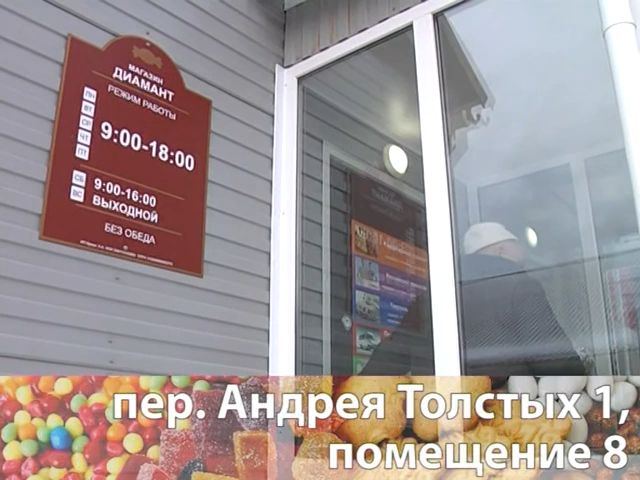 МАГАЗИН
ДИАМАНТ
РЕЖИМ РАБОТЫ
ПН
ВТ
СР
ЧТ
ПТ
9:00-18:00
СБ
9:00-16:00
ВС
ВЫХОДНОЙ
БЕЗ ОБЕДА
пер. Андрея Толстых 1,
помещение 8